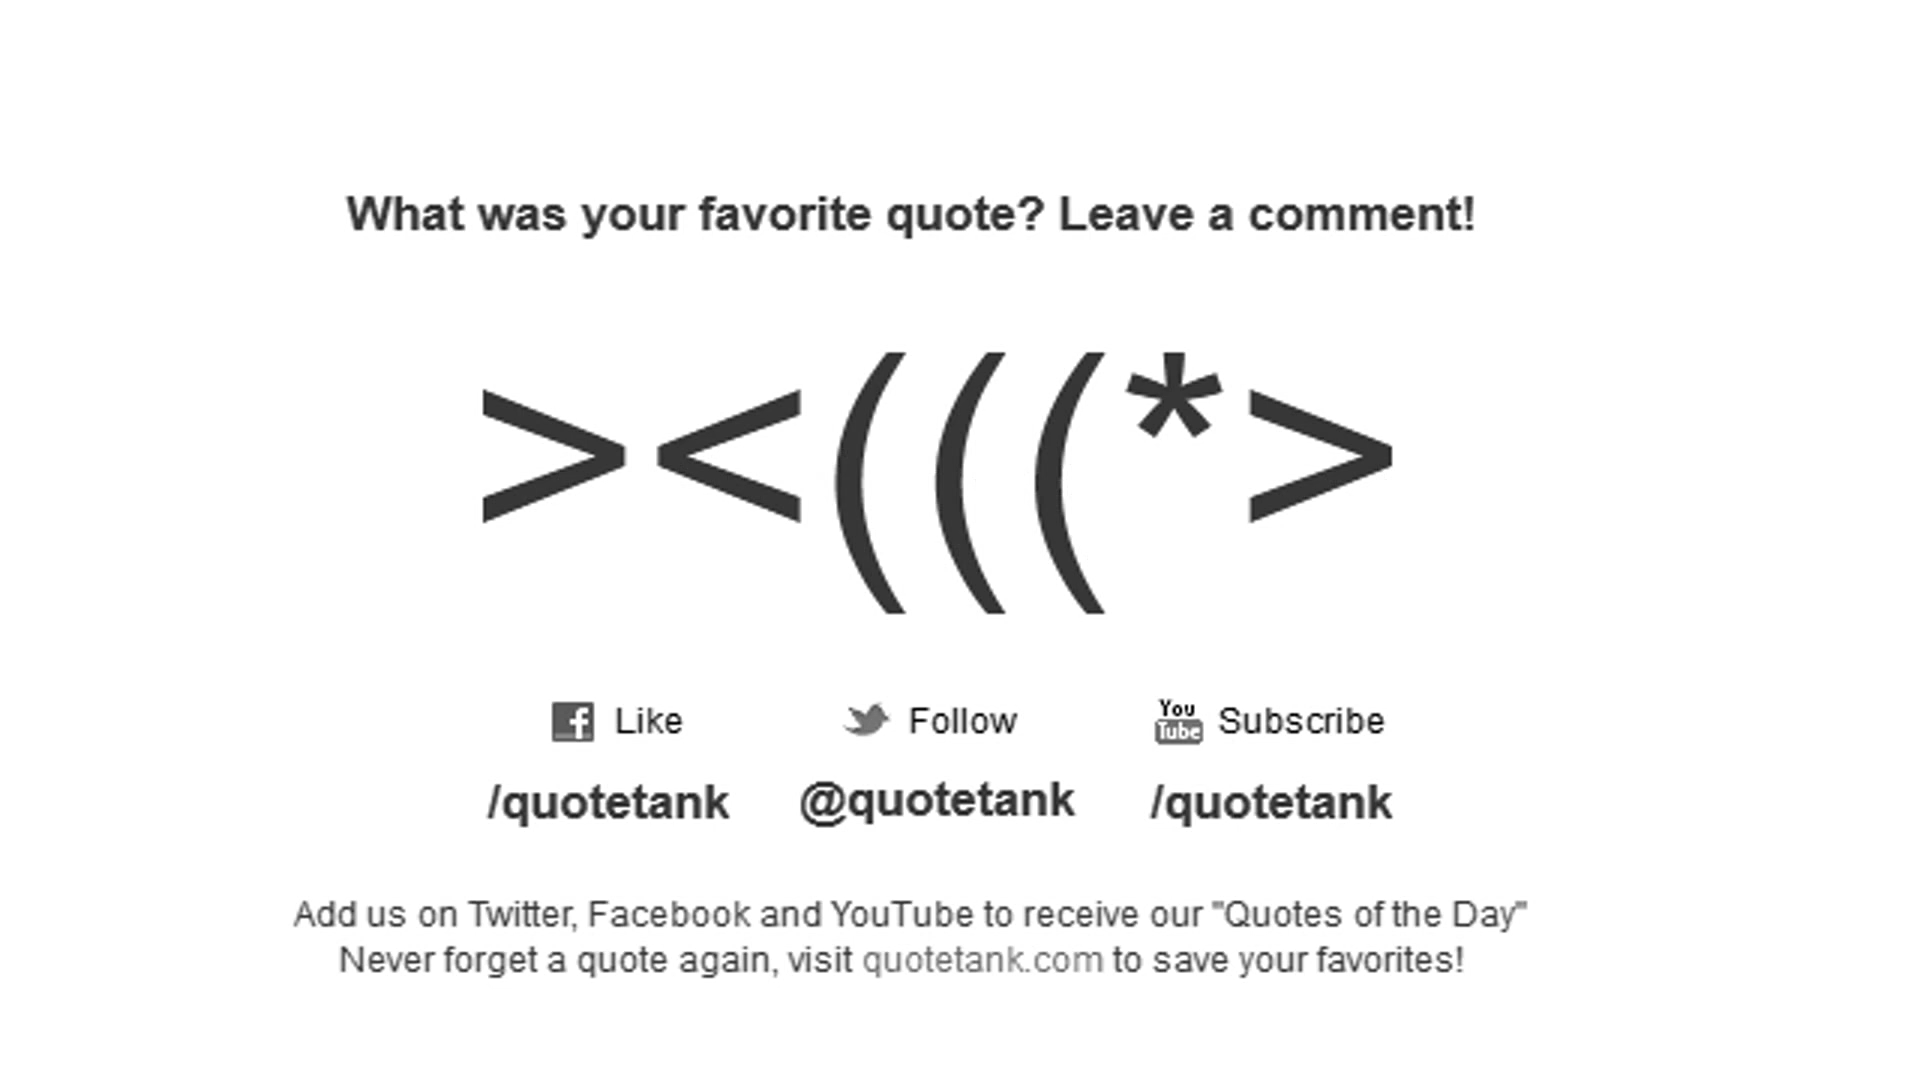 What was your favorite quote? Leave a comment!
><(((*>
f Like Follow You Tube Subscribe
/quotetank @quotetank /quotetank
Add us on Twitter, Facebook and YouTube to receive our "Quotes of the Day"
Never forget a quote again, visit quotetank.com to save your favorites!